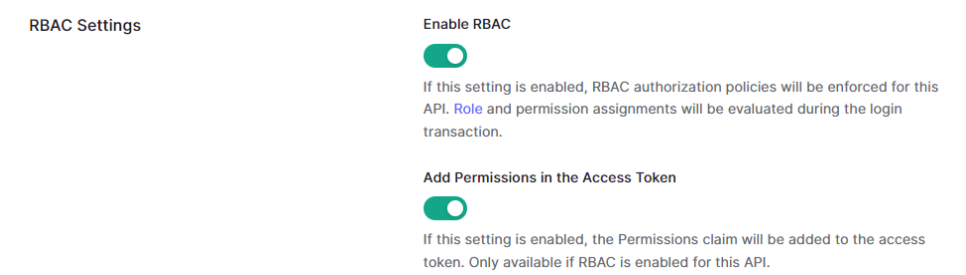 RBAC Settings
Enable RBAC
If this setting is enabled, RBAC authorization policies will be enforced for this
API. Role and permission assignments will be evaluated during the login
transaction.
Add Permissions in the Access Token
If this setting is enabled, the Permissions claim will be added to the access
token. Only available if RBAC is enabled for this API.